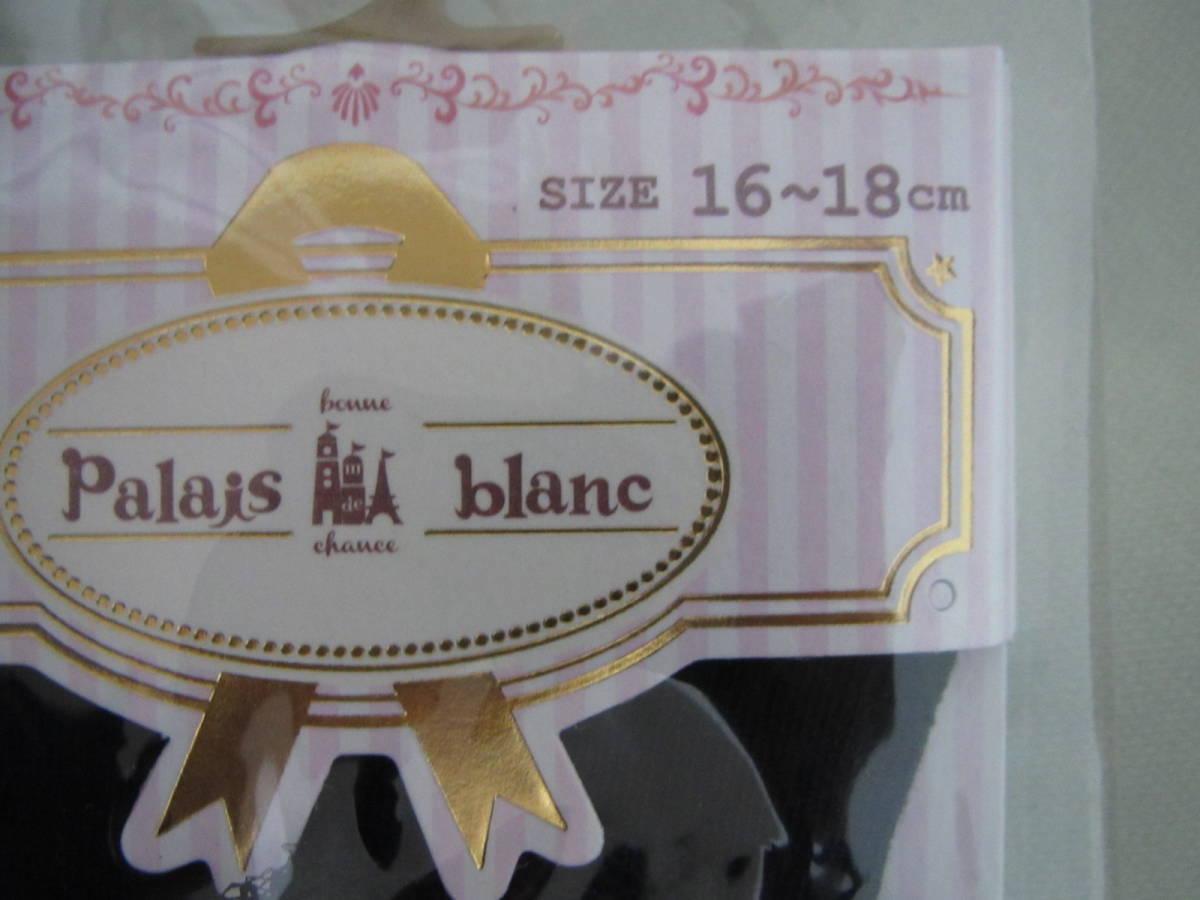 SIZE 16~18cm
bonne
Palais de blanc
chance